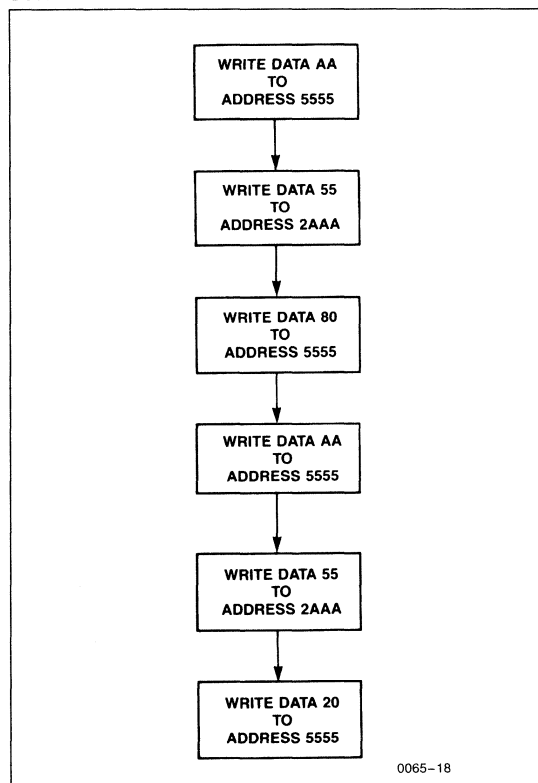 WRITE DATA AA
TO
ADDRESS 5555
WRITE DATA 55
TO
ADDRESS 2AAA
WRITE DATA 80
TO
ADDRESS 5555
WRITE DATA AA
TO
ADDRESS 5555
WRITE DATA 55
TO
ADDRESS 2AAA
WRITE DATA 20
TO
ADDRESS 5555
0065–18